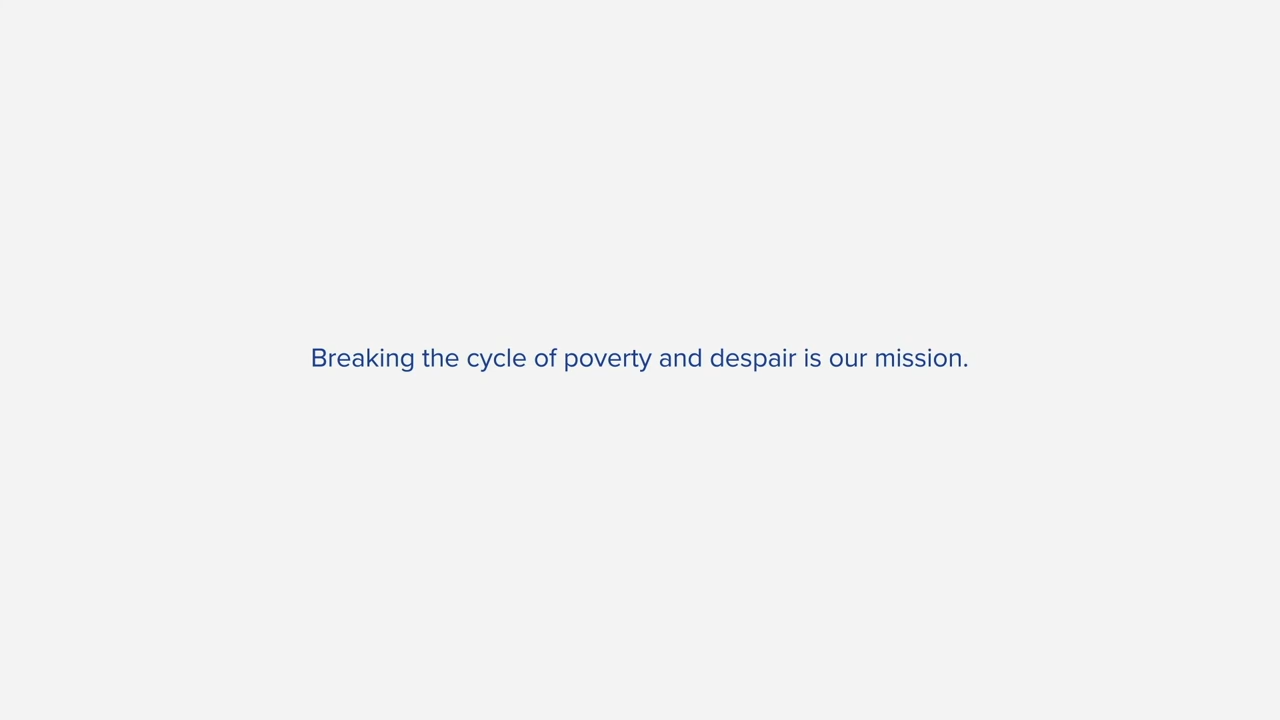 Breaking the cycle of poverty and despair is our mission.